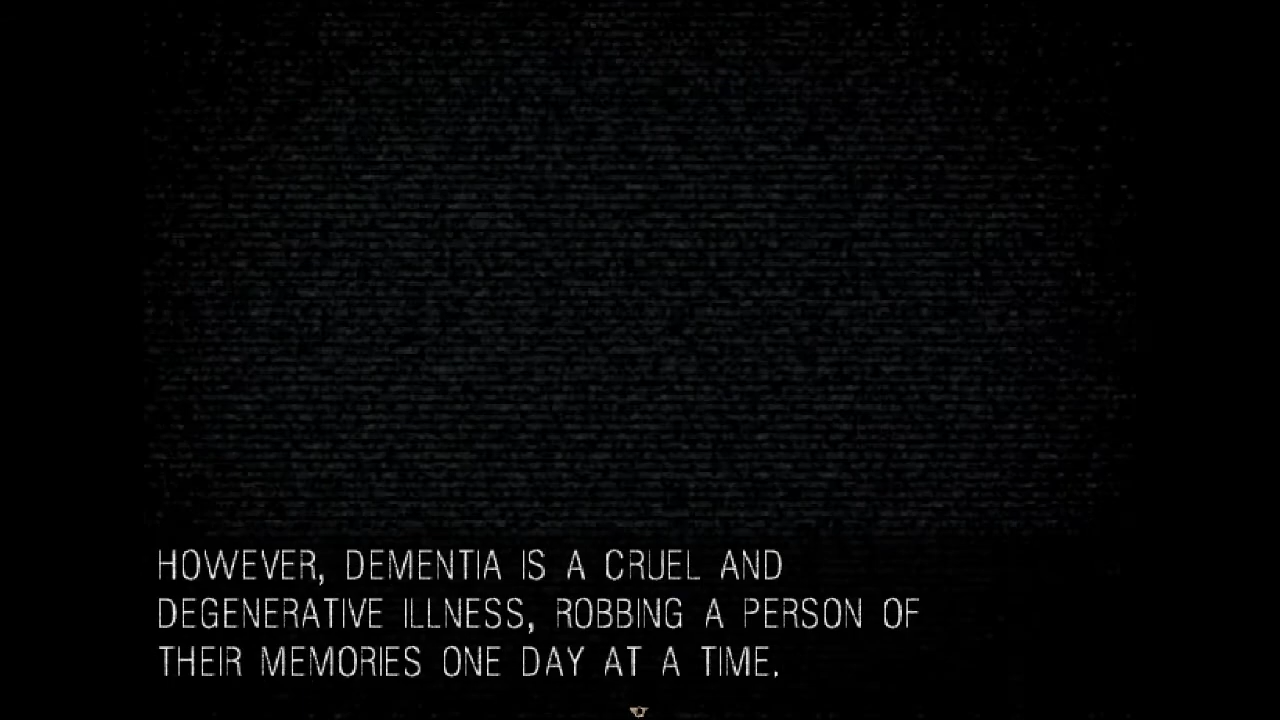 HOWEVER, DEMENTIA IS A CRUEL AND
DEGENERATIVE ILLNESS, ROBBING A PERSON OF
THEIR MEMORIES ONE DAY AT A TIME.